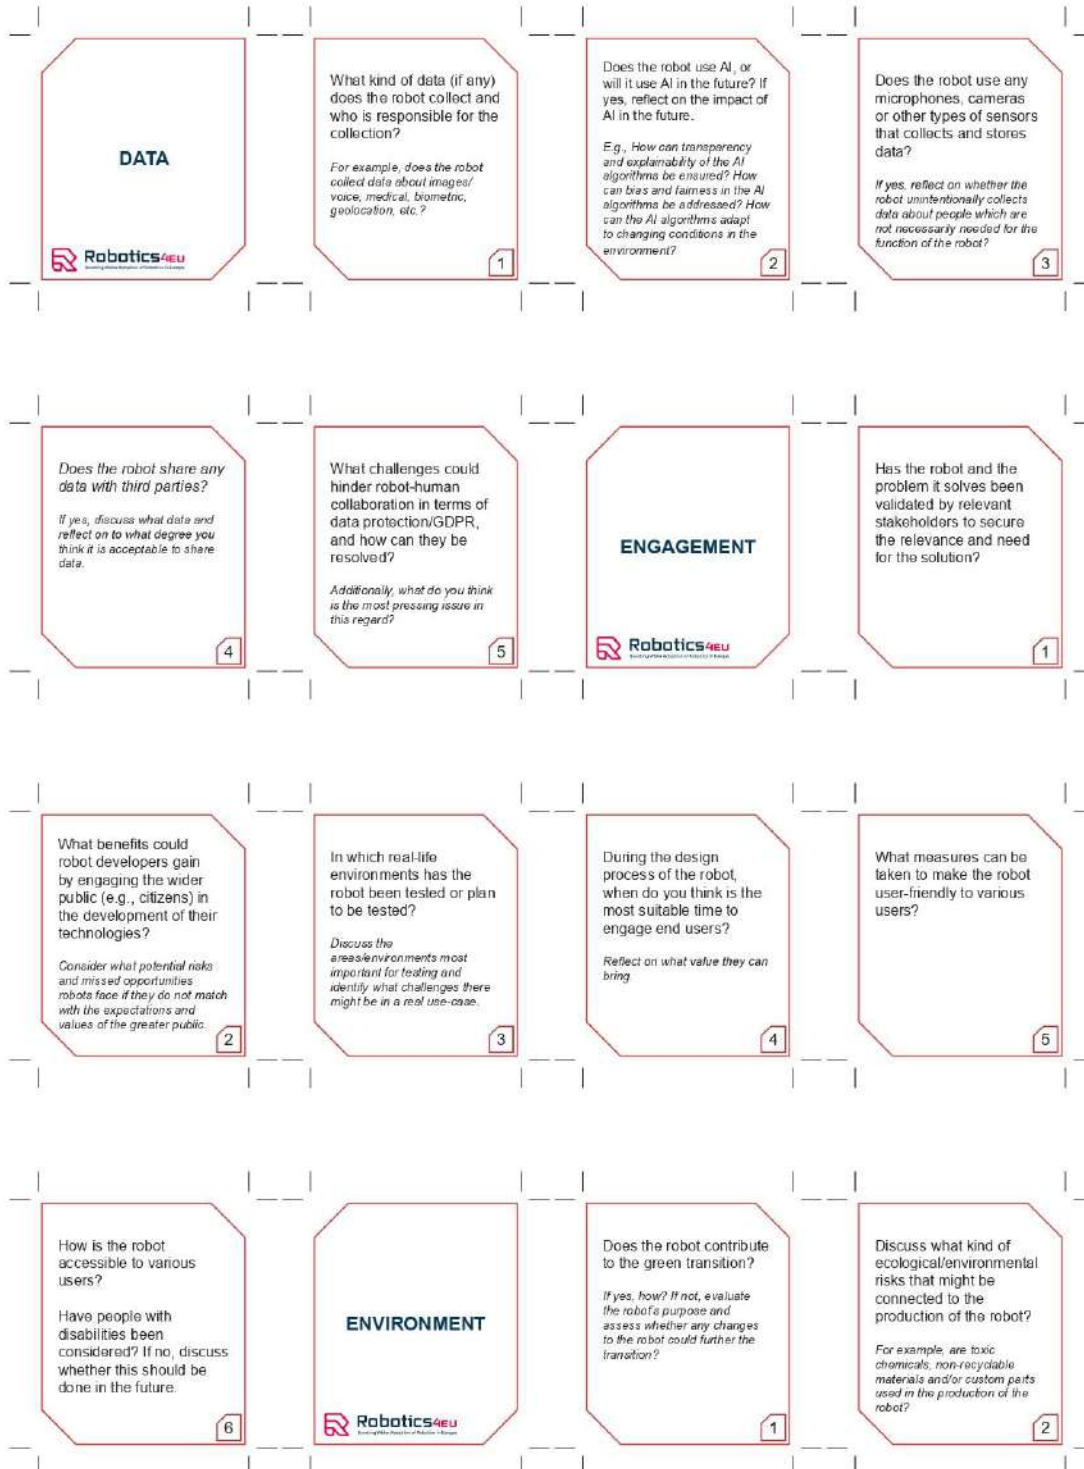 DATA
Robotics4EU
Boosting Wider Adoption of Robotics in Europe
What kind of data (if any)
does the robot collect and
who is responsible for the
collection?
For example, does the robot
collect data about images/
voice, medical, biometric,
geolocation, etc.?
1
Does the robot use AI, or
will it use AI in the future? If
yes, reflect on the impact of
AI in the future.
E.g., How can transparency
and explainability of the AI
algorithms be ensured? How
can bias and fairness in the AI
algorithms be addressed? How
can the AI algorithms adapt
to changing conditions in the
environment?
2
Does the robot use any
microphones, cameras
or other types of sensors
that collects and stores
data?
If yes, reflect on whether the
robot unintentionally collects
data about people which are
not necessarily needed for the
function of the robot?
3
Does the robot share any
data with third parties?
If yes, discuss what data and
reflect on to what degree you
think it is acceptable to share
data.
4
What challenges could
hinder robot-human
collaboration in terms of
data protection/GDPR,
and how can they be
resolved?
Additionally, what do you think
is the most pressing issue in
this regard?
5
ENGAGEMENT
Robotics4EU
Boosting Wider Adoption of Robotics in Europe
Has the robot and the
problem it solves been
validated by relevant
stakeholders to secure
the relevance and need
for the solution?
1
What benefits could
robot developers gain
by engaging the wider
public (e.g., citizens) in
the development of their
technologies?
Consider what potential risks
and missed opportunities
robots face if they do not match
with the expectations and
values of the greater public.
2
In which real-life
environments has the
robot been tested or plan
to be tested?
Discuss the
areas/environments most
important for testing and
identify what challenges there
might be in a real use-case.
3
During the design
process of the robot,
when do you think is the
most suitable time to
engage end users?
Reflect on what value they can
bring
4
What measures can be
taken to make the robot
user-friendly to various
users?
5
How is the robot
accessible to various
users?
Have people with
disabilities been
considered? If no, discuss
whether this should be
done in the future.
6
ENVIRONMENT
Robotics4EU
Boosting Wider Adoption of Robotics in Europe
Does the robot contribute
to the green transition?
If yes, how? If not, evaluate
the robot's purpose and
assess whether any changes
to the robot could further the
transition?
1
Discuss what kind of
ecological/environmental
risks that might be
connected to the
production of the robot?
For example, are toxic
chemicals, non-recyclable
materials and/or custom parts
used in the production of the
robot?
2